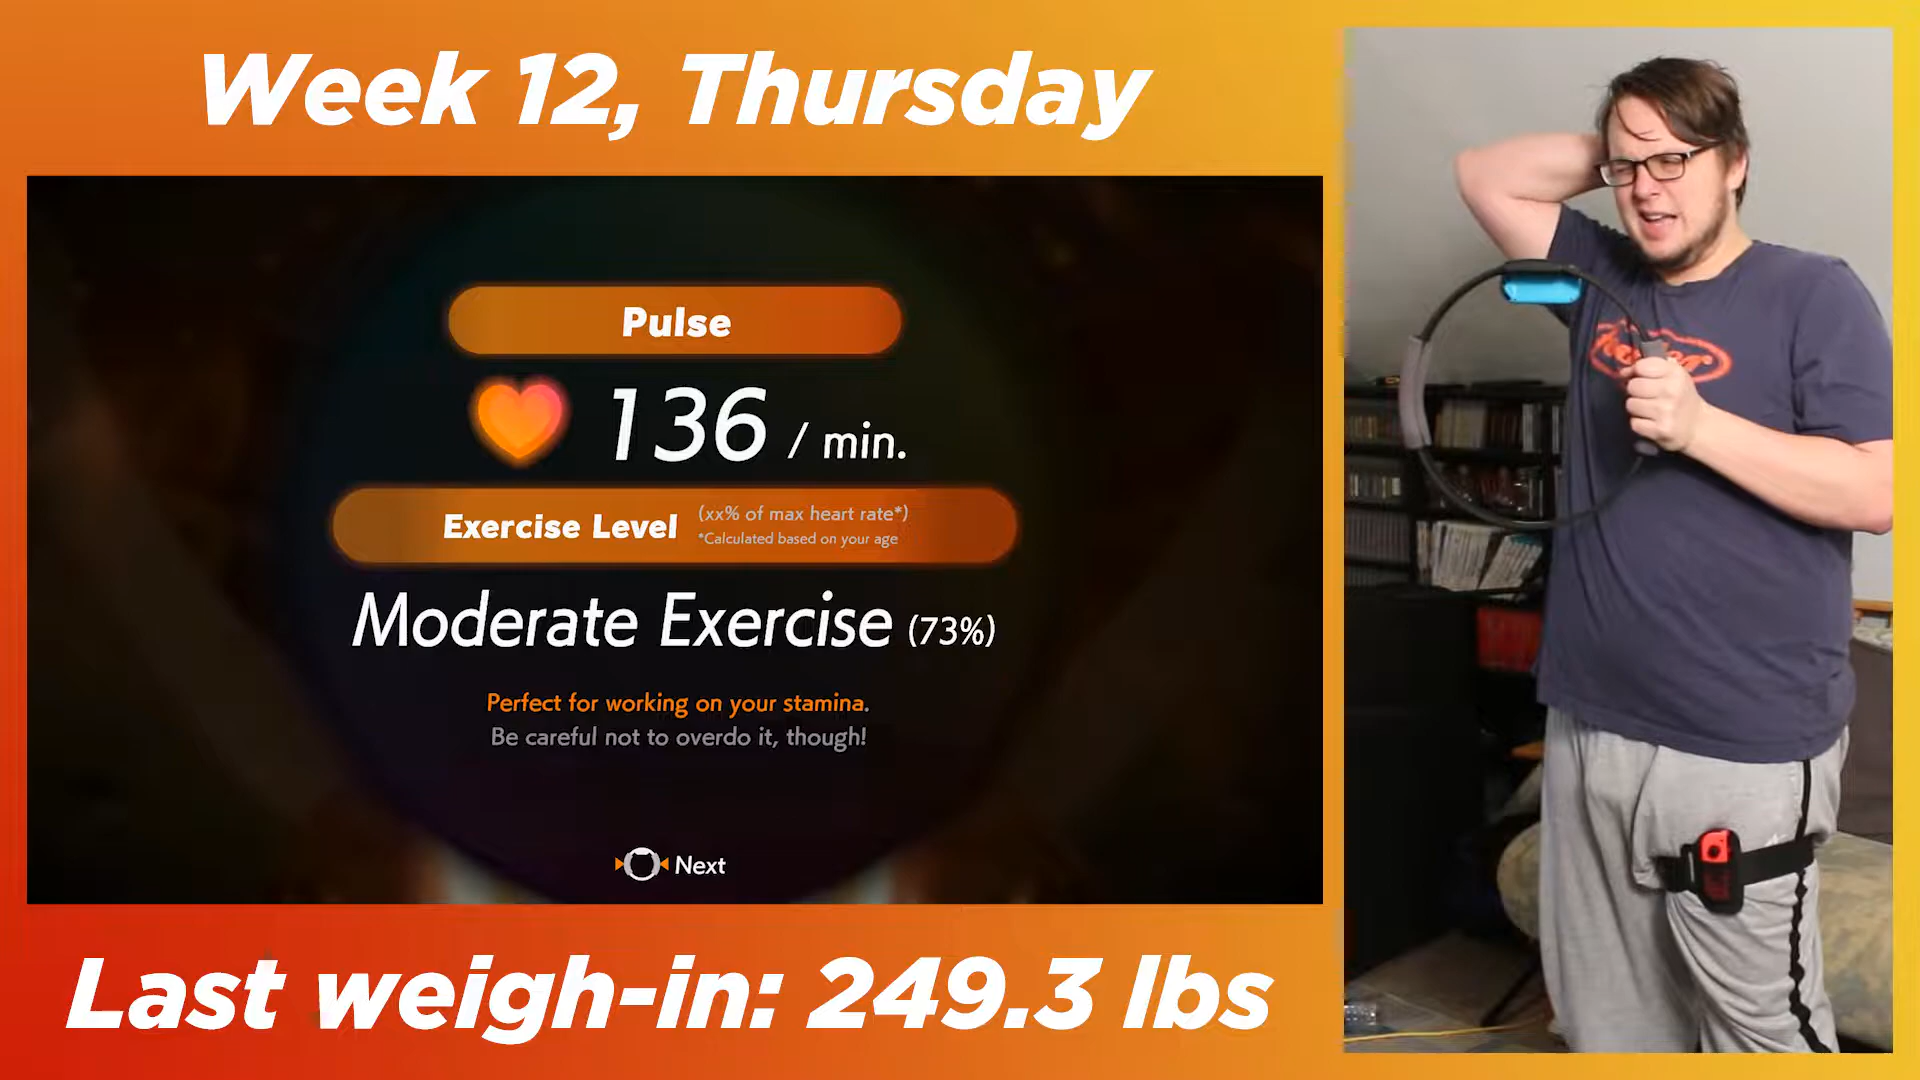 Week 12, Thursday
Pulse
136 / min.
Exercise Level (xx% of max heart rate*)
*Calculated based on your age
Moderate Exercise (73%)
Perfect for working on your stamina.
Be careful not to overdo it, though!
Next
Last weigh-in: 249.3 lbs